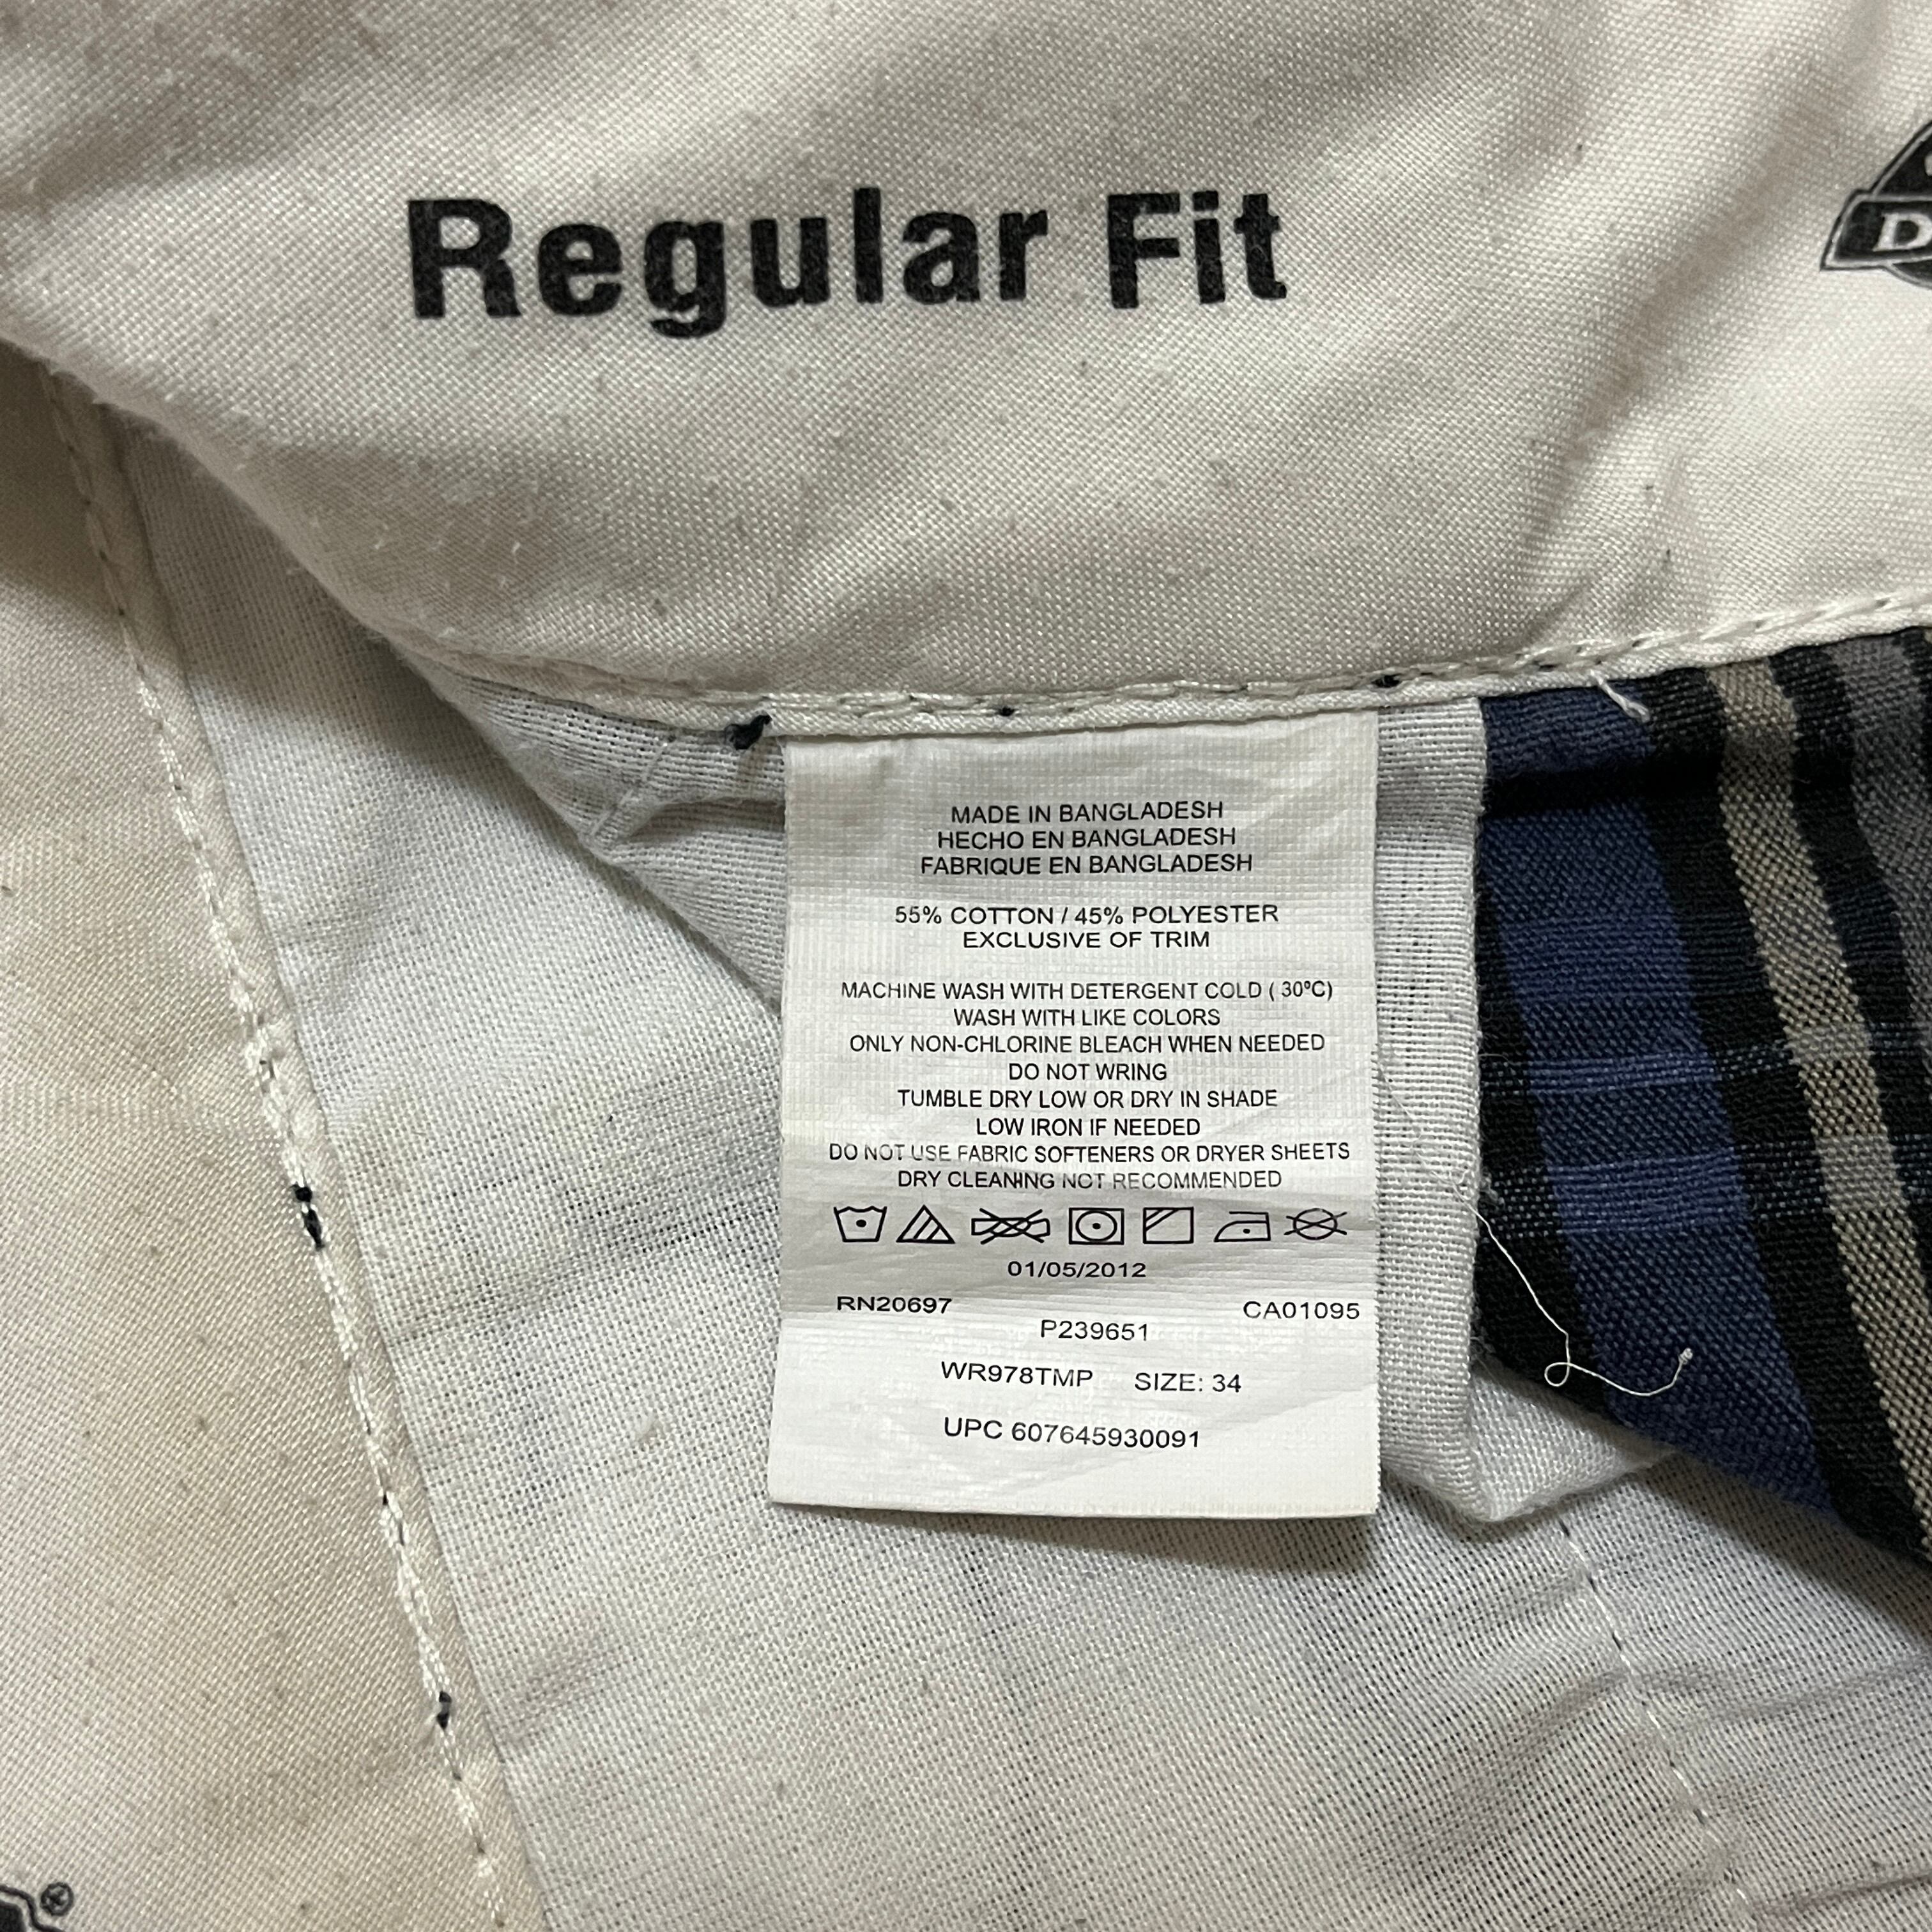 Regular Fit
D
MADE IN BANGLADESH
HECHO EN BANGLADESH
FABRIQUE EN BANGLADESH
55% COTTON / 45% POLYESTER
EXCLUSIVE OF TRIM
MACHINE WASH WITH DETERGENT COLD ( 30ºC)
WASH WITH LIKE COLORS
ONLY NON-CHLORINE BLEACH WHEN NEEDED
DO NOT WRING
TUMBLE DRY LOW OR DRY IN SHADE
LOW IRON IF NEEDED
DO NOT USE FABRIC SOFTENERS OR DRYER SHEETS
DRY CLEANING NOT RECOMMENDED
01/05/2012
RN20697 CA01095
P239651
WR978TMP SIZE: 34
UPC 607645930091
®